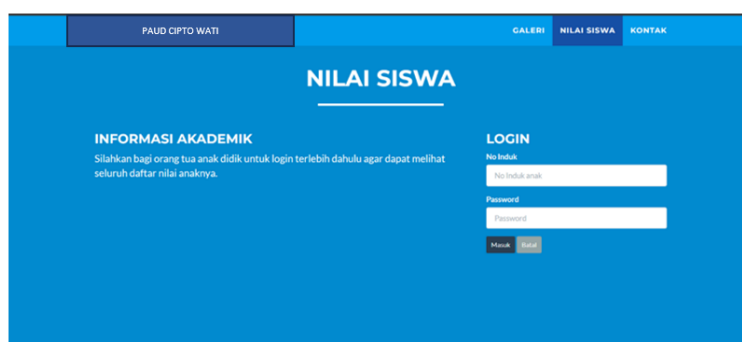 PAUD CIPTO WATI
GALERI NILAI SISWA KONTAK
NILAI SISWA
INFORMASI AKADEMIK
Silahkan bagi orang tua anak didik untuk login terlebih dahulu agar dapat melihat
seluruh daftar nilai anaknya.
LOGIN
No Induk
No Induk anak
Password
Password
Masuk Batal